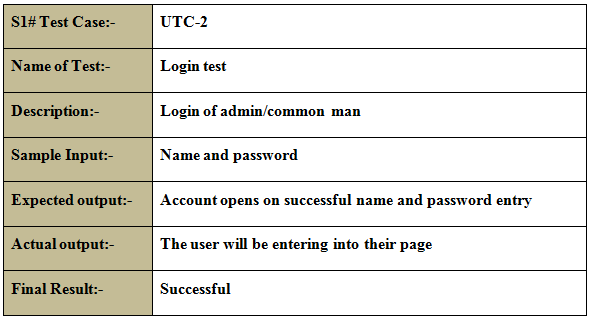 S1# Test Case:- UTC-2
Name of Test:- Login test
Description:- Login of admin/common man
Sample Input:- Name and password
Expected output:- Account opens on successful name and password entry
Actual output:- The user will be entering into their page
Final Result:- Successful